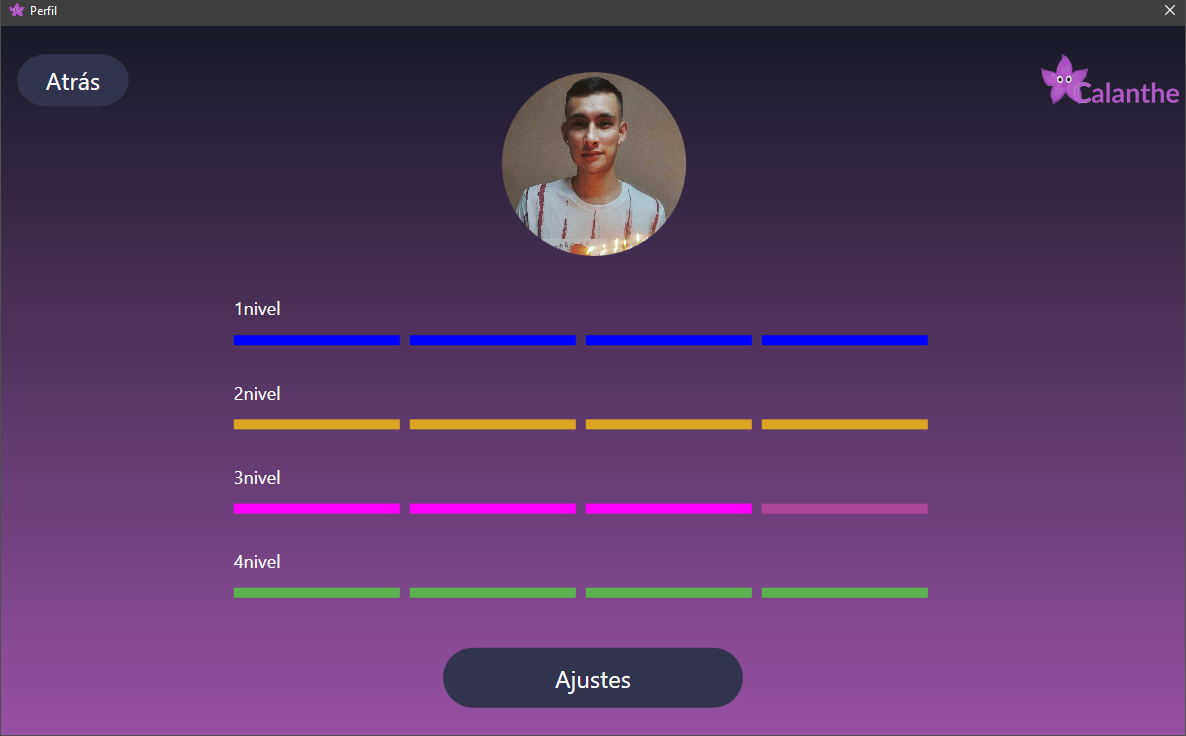 Perfil
Atrás
Calanthe
1nivel
2nivel
3nivel
4nivel
Ajustes